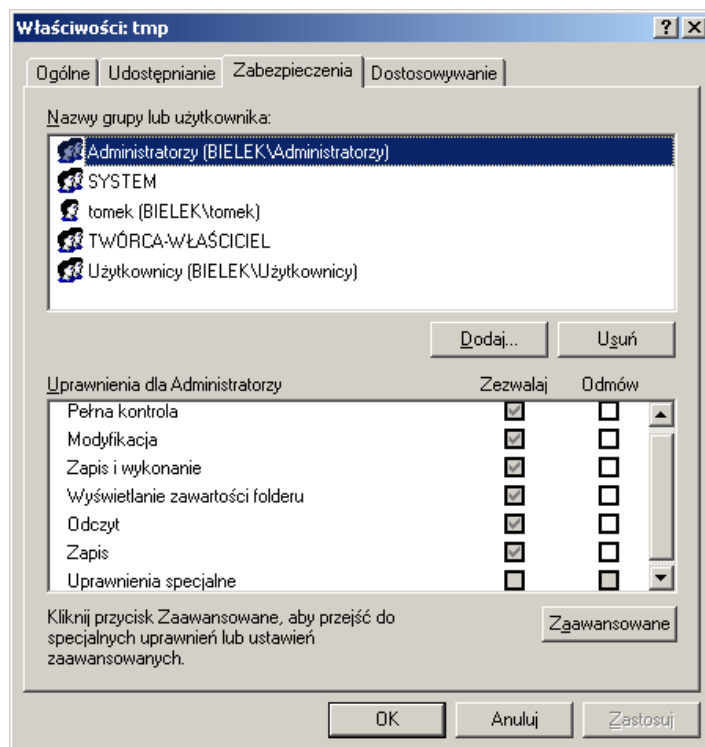 Właściwości: tmp
Ogólne Udostępnianie Zabezpieczenia Dostosowywanie
Nazwy grupy lub użytkownika:
Administratorzy (BIELEK\Administratorzy)
SYSTEM
tomek (BIELEK\tomek)
TWÓRCA-WŁAŚCICIEL
Użytkownicy (BIELEK\Użytkownicy)
Dodaj... Usuń
Uprawnienia dla Administratorzy Zezwalaj Odmów
Pełna kontrola
Modyfikacja
Zapis i wykonanie
Wyświetlanie zawartości folderu
Odczyt
Zapis
Uprawnienia specjalne
Kliknij przycisk Zaawansowane, aby przejść do
specjalnych uprawnień lub ustawień
zaawansowanych.
Zaawansowane
OK Anuluj Zastosuj